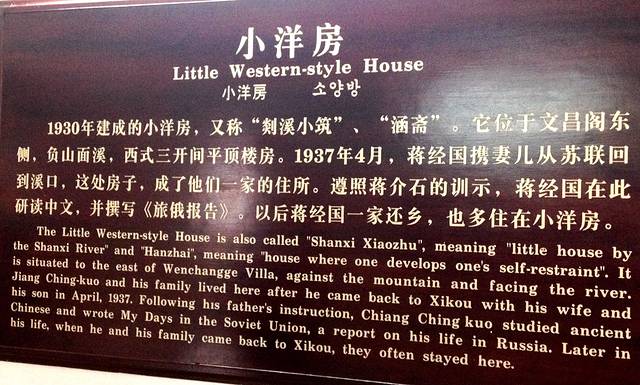 小洋房
Little Western-style House
小洋房 소양방
1930年建成的小洋房，又称“剡溪小筑”、“涵斋”。它位于文昌阁东
侧，负山面溪，西式三开间平顶楼房。1937年4月，蒋经国携妻儿从苏联回
到溪口，这处房子，成了他们一家的住所。遵照蒋介石的训示，蒋经国在此
研读中文，并撰写《旅俄报告》。以后蒋经国一家还乡，也多住在小洋房。
The Little Western-style House is also called "Shanxi Xiaozhu", meaning "little house by
the Shanxi River" and "Hanzhai", meaning "house where one develops one's self-restraint". It
is situated to the east of Wenchangge Villa, against the mountain and facing the river.
Jiang Ching-kuo and his family lived here after he came back to Xikou with his wife and
his son in April, 1937. Following his father's instruction, Chiang Ching kuo studied ancient
Chinese and wrote My Days in the Soviet Union, a report on his life in Russia. Later in
his life, when he and his family came back to Xikou, they often stayed here.